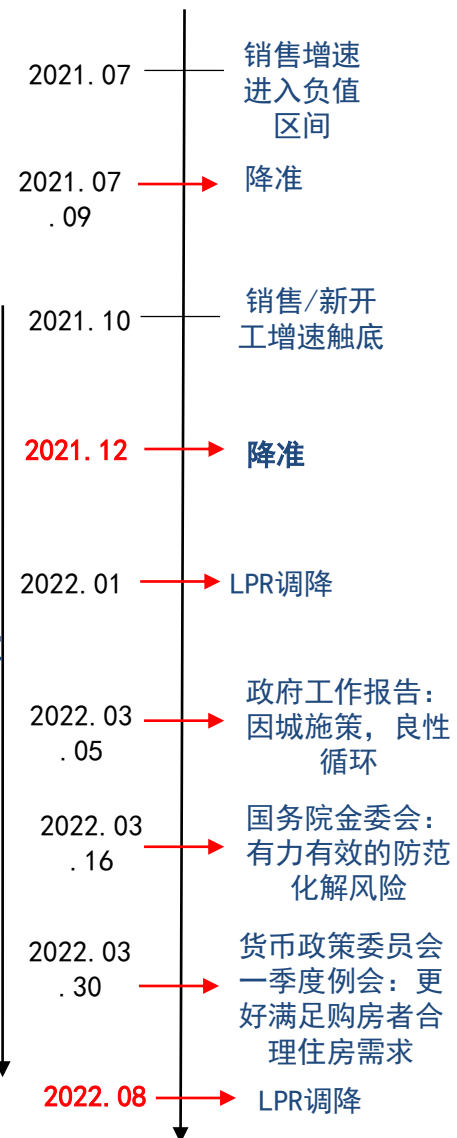 2021.07
销售增速
进入负值
区间
2021.07
.09
降准
2021.10
销售/新开
工增速触底
2021.12
降准
2022.01
LPR调降
2022.03
.05
政府工作报告：
因城施策，良性
循环
2022.03
.16
国务院金委会：
有力有效的防范
化解风险
2022.03
.30
货币政策委员会
一季度例会：更
好满足购房者合
理住房需求
2022.08
LPR调降